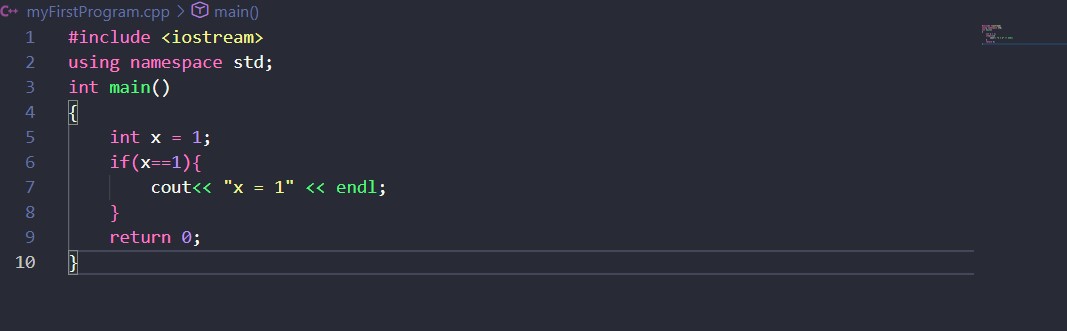 C++ myFirstProgram.cpp > main()
1 #include <iostream>
2 using namespace std;
3 int main()
4 {
5     int x = 1;
6     if(x==1){
7         cout<< "x = 1" << endl;
8     }
9     return 0;
10 }